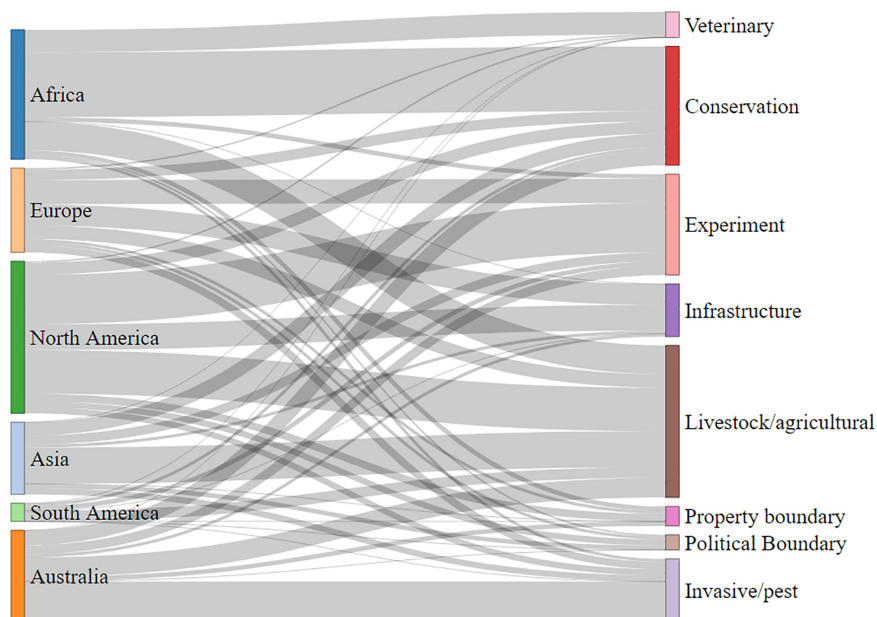 Africa
Europe
North America
Asia
South America
Australia
Veterinary
Conservation
Experiment
Infrastructure
Livestock/agricultural
Property boundary
Political Boundary
Invasive/pest